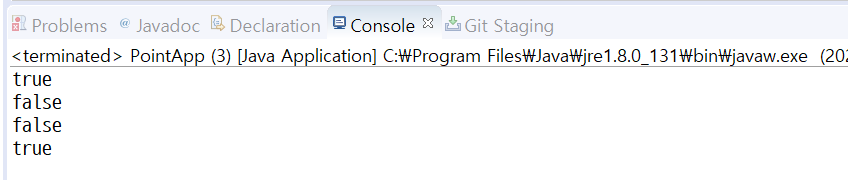 Problems @ Javadoc Declaration Console Git Staging
<terminated> PointApp (3) [Java Application] C:₩Program Files₩Java₩jre1.8.0_131₩bin₩javaw.exe (202
true
false
false
true